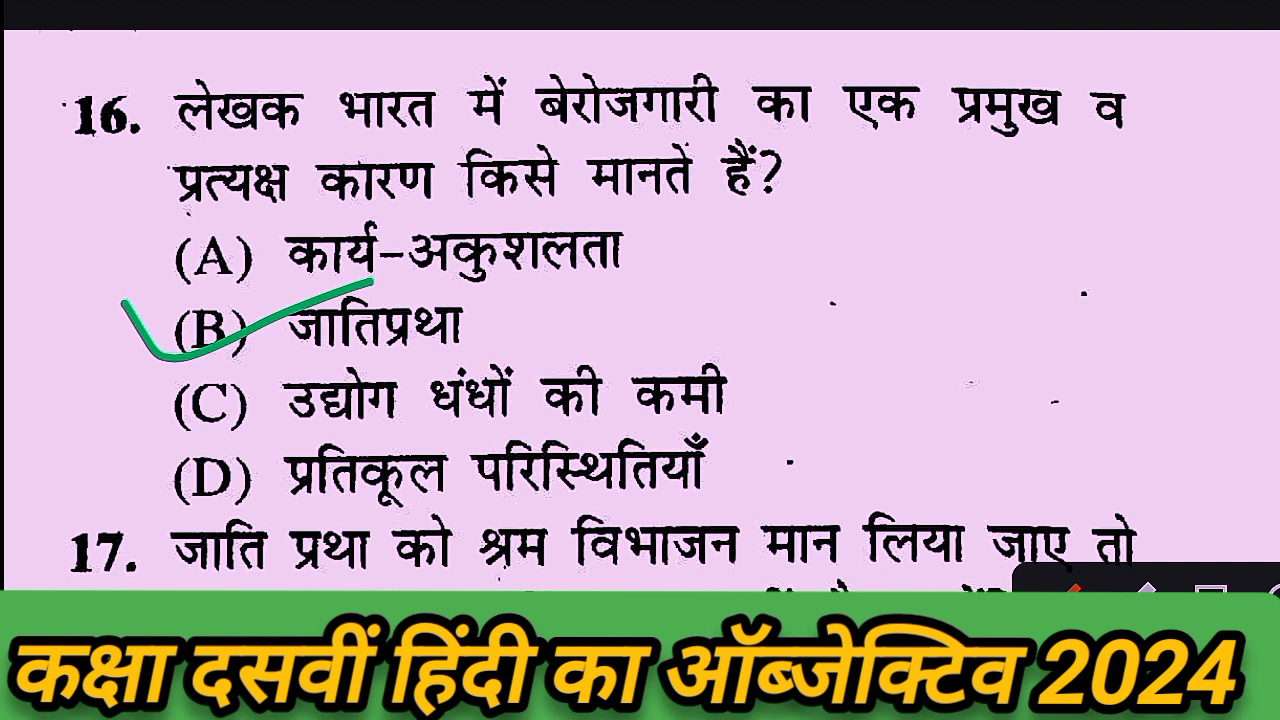 16. लेखक भारत में बेरोजगारी का एक प्रमुख व
प्रत्यक्ष कारण किसे मानते हैं?
(A) कार्य-अकुशलता
(B) जातिप्रथा
(C) उद्योग धंधों की कमी
(D) प्रतिकूल परिस्थितियाँ
17. जाति प्रथा को श्रम विभाजन मान लिया जाए तो
कक्षा दसवीं हिंदी का ऑब्जेक्टिव 2024